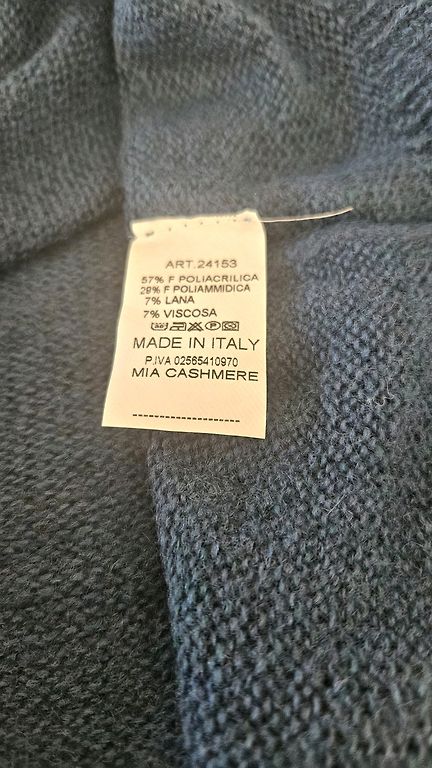 ART.24153
57% F POLIACRILICA
29% F POLIAMMIDICA
7% LANA
7% VISCOSA
MADE IN ITALY
P.IVA 02565410970
MIA CASHMERE